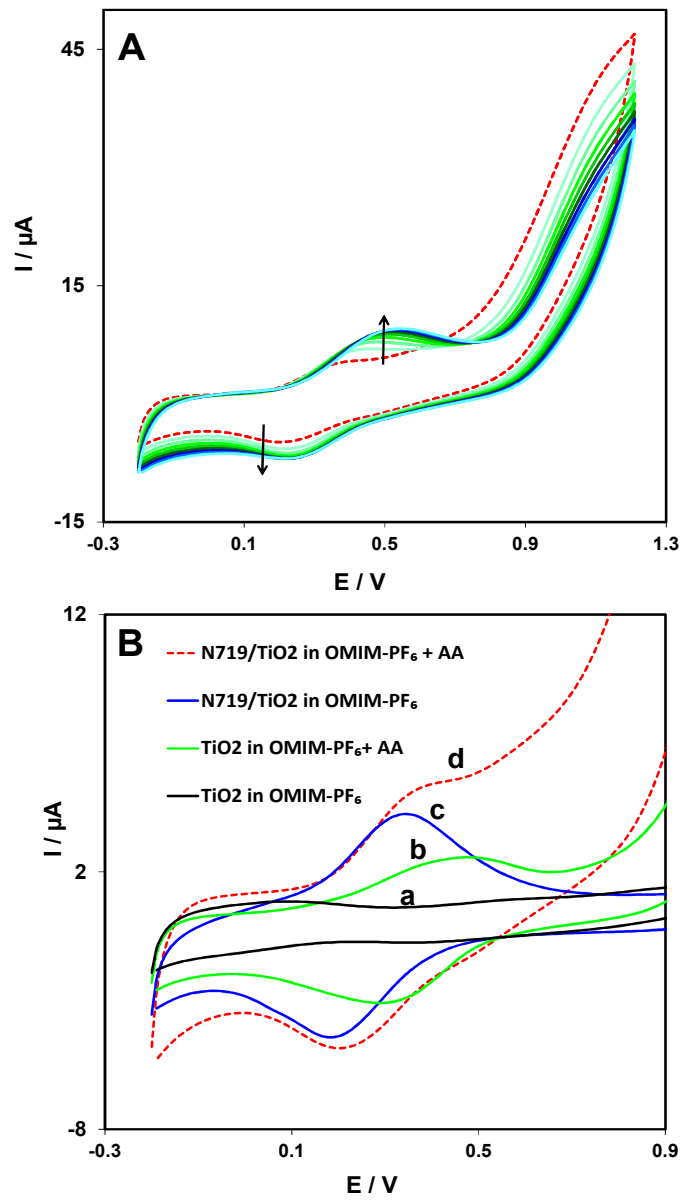 A
45
15
-15
I / µA
-0.3 0.1 0.5 0.9 1.3
E / V
12
B
N719/TiO2 in OMIM-PF₆ + AA
N719/TiO2 in OMIM-PF₆
TiO2 in OMIM-PF₆+ AA
TiO2 in OMIM-PF₆
d
c
b
a
2
-8
I / µA
-0.3 0.1 0.5 0.9
E / V